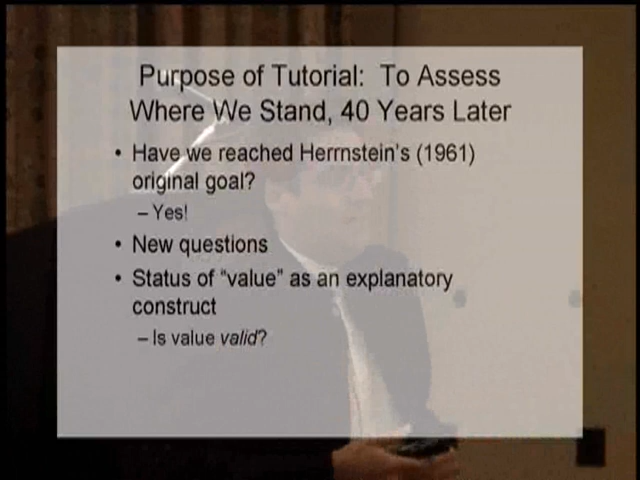 Purpose of Tutorial: To Assess
Where We Stand, 40 Years Later
• Have we reached Herrnstein's (1961)
original goal?
– Yes!
• New questions
• Status of "value" as an explanatory
construct
– Is value valid?